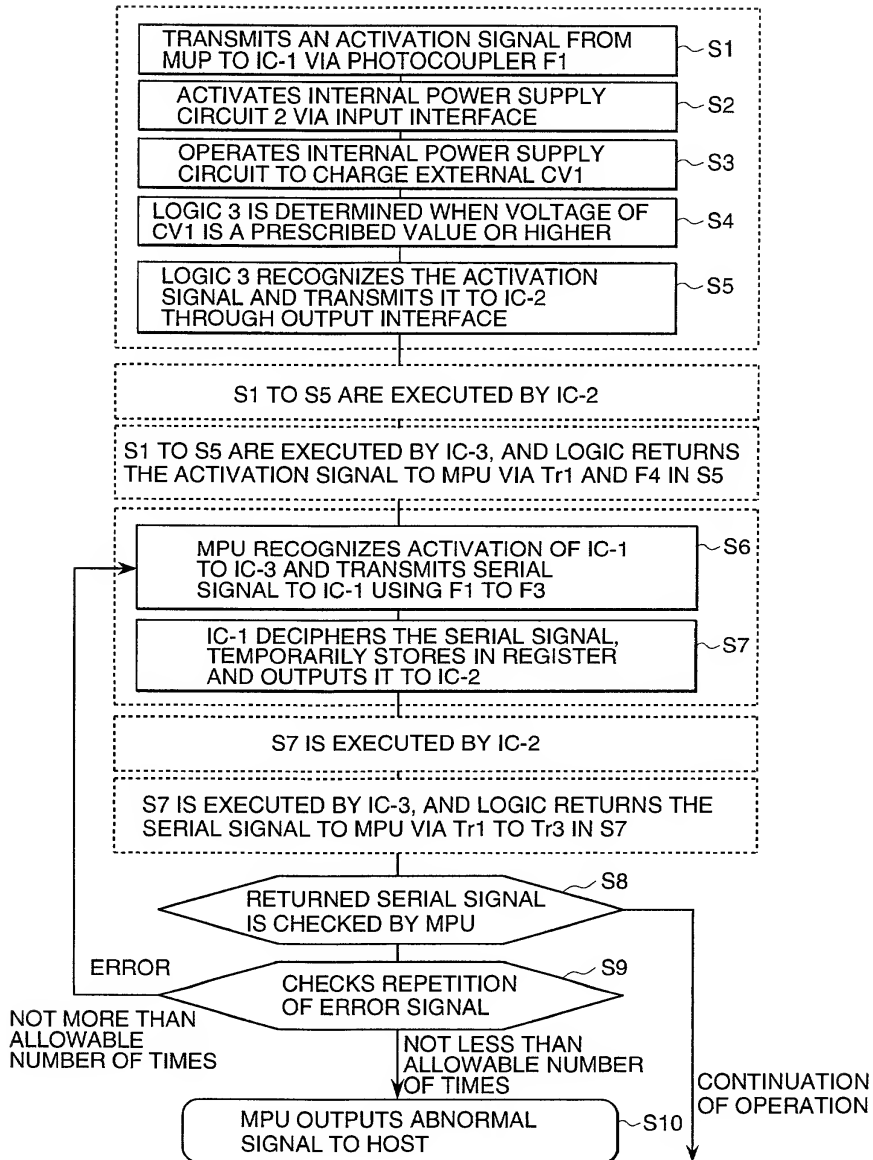 TRANSMITS AN ACTIVATION SIGNAL FROM
MUP TO IC-1 VIA PHOTOCOUPLER F1
S1
ACTIVATES INTERNAL POWER SUPPLY
CIRCUIT 2 VIA INPUT INTERFACE
S2
OPERATES INTERNAL POWER SUPPLY
CIRCUIT TO CHARGE EXTERNAL CV1
S3
LOGIC 3 IS DETERMINED WHEN VOLTAGE OF
CV1 IS A PRESCRIBED VALUE OR HIGHER
S4
LOGIC 3 RECOGNIZES THE ACTIVATION
SIGNAL AND TRANSMITS IT TO IC-2
THROUGH OUTPUT INTERFACE
S5
S1 TO S5 ARE EXECUTED BY IC-2
S1 TO S5 ARE EXECUTED BY IC-3, AND LOGIC RETURNS
THE ACTIVATION SIGNAL TO MPU VIA Tr1 AND F4 IN S5
MPU RECOGNIZES ACTIVATION OF IC-1
TO IC-3 AND TRANSMITS SERIAL
SIGNAL TO IC-1 USING F1 TO F3
S6
IC-1 DECIPHERS THE SERIAL SIGNAL,
TEMPORARILY STORES IN REGISTER
AND OUTPUTS IT TO IC-2
S7
S7 IS EXECUTED BY IC-2
S7 IS EXECUTED BY IC-3, AND LOGIC RETURNS THE
SERIAL SIGNAL TO MPU VIA Tr1 TO Tr3 IN S7
RETURNED SERIAL SIGNAL
IS CHECKED BY MPU
S8
ERROR
CHECKS REPETITION
OF ERROR SIGNAL
S9
NOT MORE THAN
ALLOWABLE
NUMBER OF TIMES
NOT LESS THAN
ALLOWABLE NUMBER
OF TIMES
CONTINUATION
OF OPERATION
MPU OUTPUTS ABNORMAL
SIGNAL TO HOST
S10